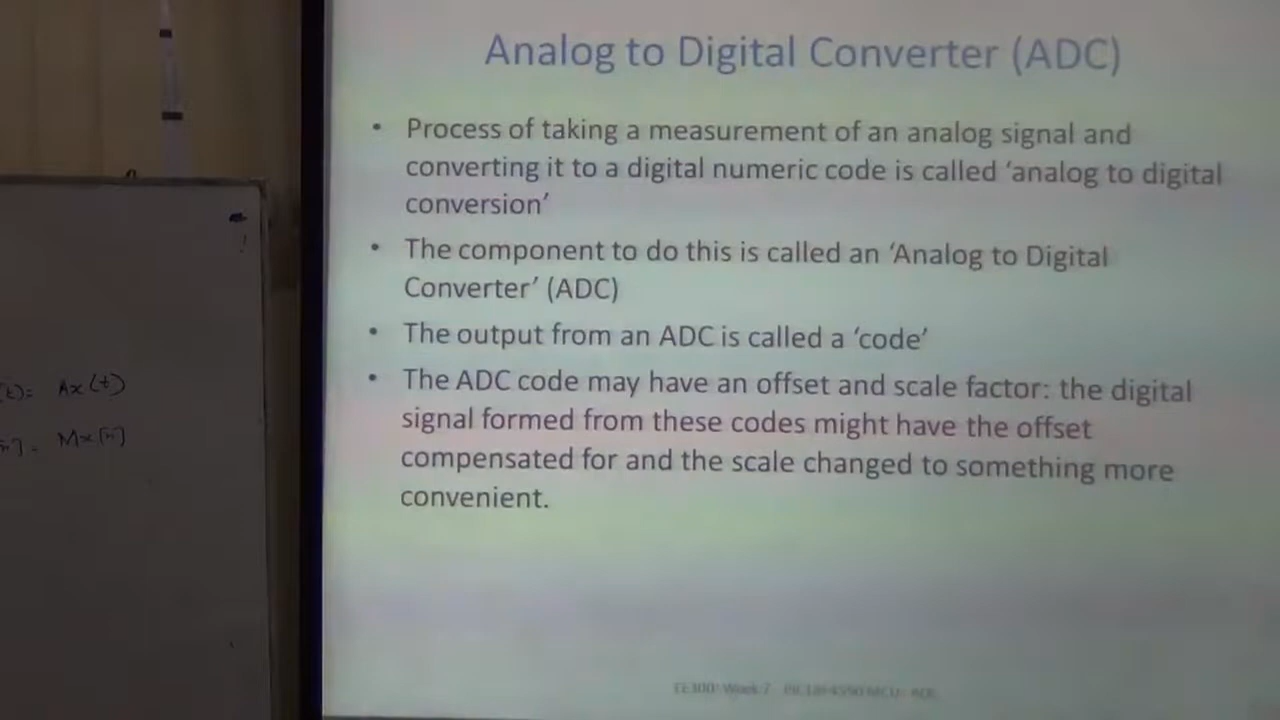 Analog to Digital Converter (ADC)
• Process of taking a measurement of an analog signal and
converting it to a digital numeric code is called ‘analog to digital
conversion’
• The component to do this is called an ‘Analog to Digital
Converter’ (ADC)
• The output from an ADC is called a ‘code’
• The ADC code may have an offset and scale factor: the digital
signal formed from these codes might have the offset
compensated for and the scale changed to something more
convenient.
= Ax(t)
Mx[n]
Week 7